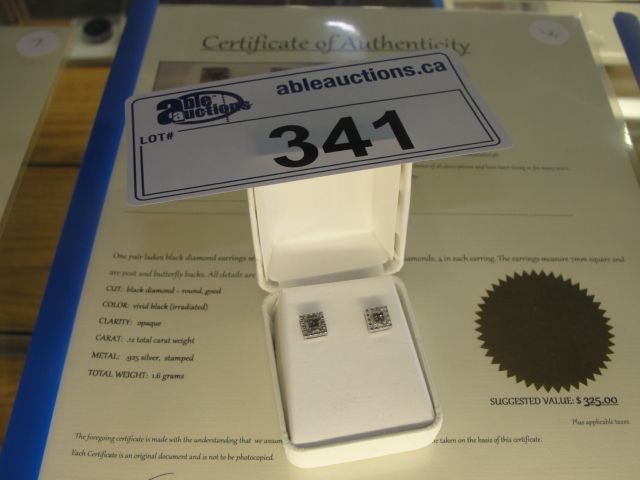 7
Certificate of Authenticity
able
auctions
ableauctions.ca
LOT#
341
One pair ladies black diamond earrings
amonds, 4 in each earring. The earrings measure 7mm square and
are post and butterfly backs. All details are
CUT: black diamond - round, good
COLOR: vivid black (irradiated)
CLARITY: opaque
CARAT: .12 total carat weight
METAL: .925 silver, stamped
TOTAL WEIGHT: 1.6 grams
SUGGESTED VALUE: $ 325.00
Plus applicable taxes
The foregoing certificate is made with the understanding that we assum
e taken on the basis of this certificate.
Each Certificate is an original document and is not to be photocopied.